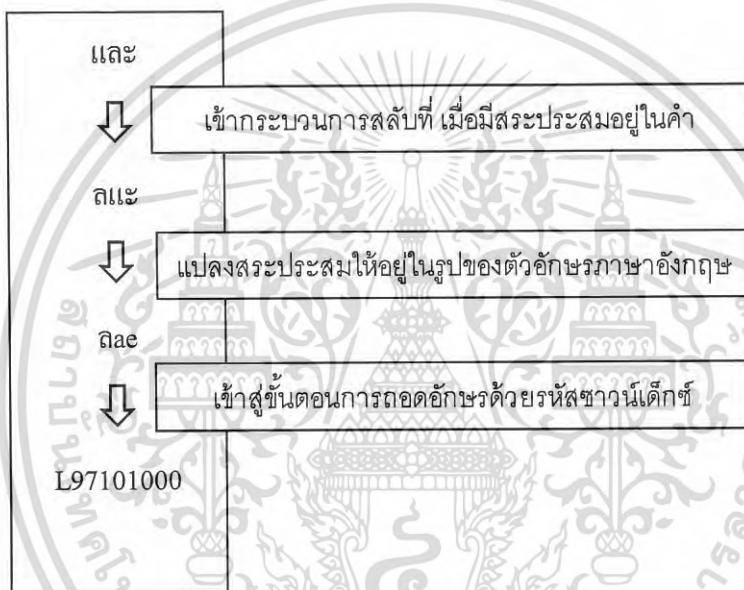 และ
เข้ากระบวนการสลับที่ เมื่อมีสระประสมอยู่ในคำ
ลแะ
แปลงสระประสมให้อยู่ในรูปของตัวอักษรภาษาอังกฤษ
ลae
เข้าสู่ขั้นตอนการถอดอักษรด้วยรหัสซาวน์เด็กซ์
L97101000